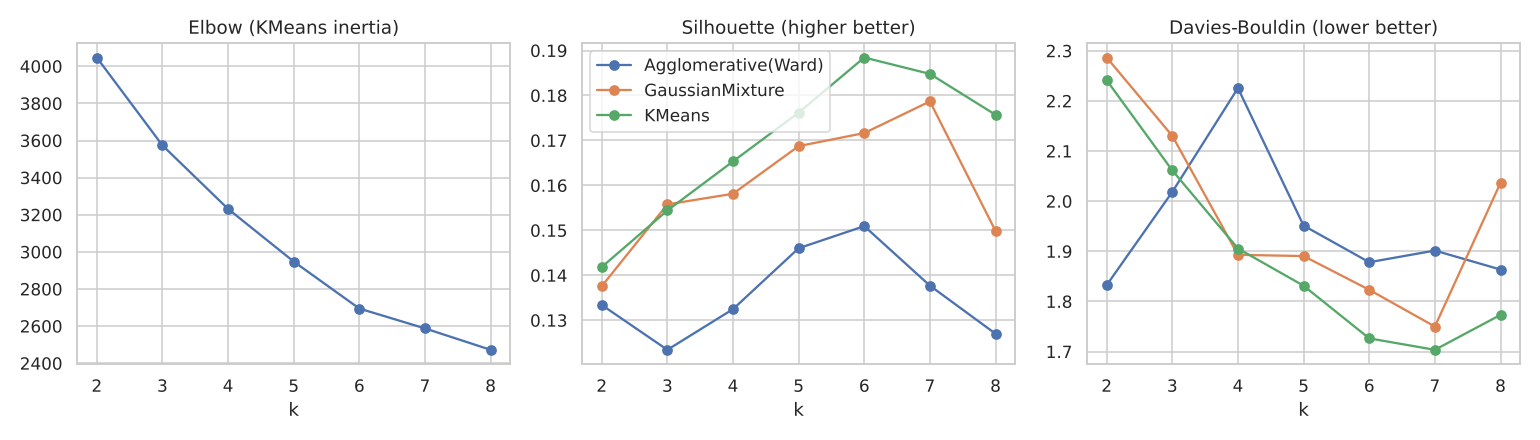 Elbow (KMeans inertia)
4000
3800
3600
3400
3200
3000
2800
2600
2400
2 3 4 5 6 7 8
k
Silhouette (higher better)
Agglomerative(Ward)
GaussianMixture
KMeans
0.19
0.18
0.17
0.16
0.15
0.14
0.13
2 3 4 5 6 7 8
k
Davies-Bouldin (lower better)
2.3
2.2
2.1
2.0
1.9
1.8
1.7
2 3 4 5 6 7 8
k